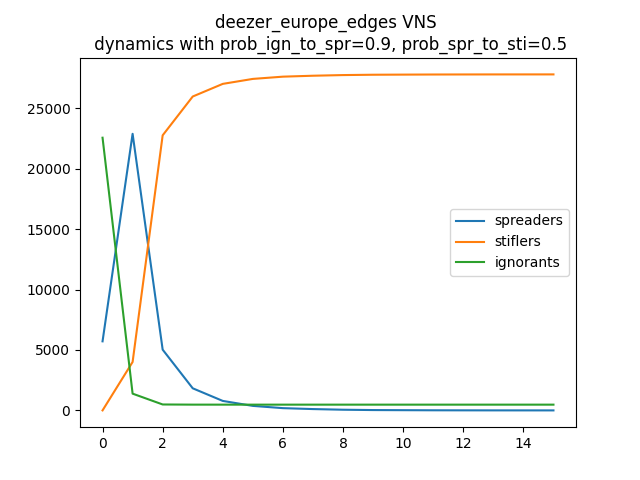 deezer_europe_edges VNS
dynamics with prob_ign_to_spr=0.9, prob_spr_to_sti=0.5
25000
20000
15000
10000
5000
0
spreaders
stiflers
ignorants
0 2 4 6 8 10 12 14